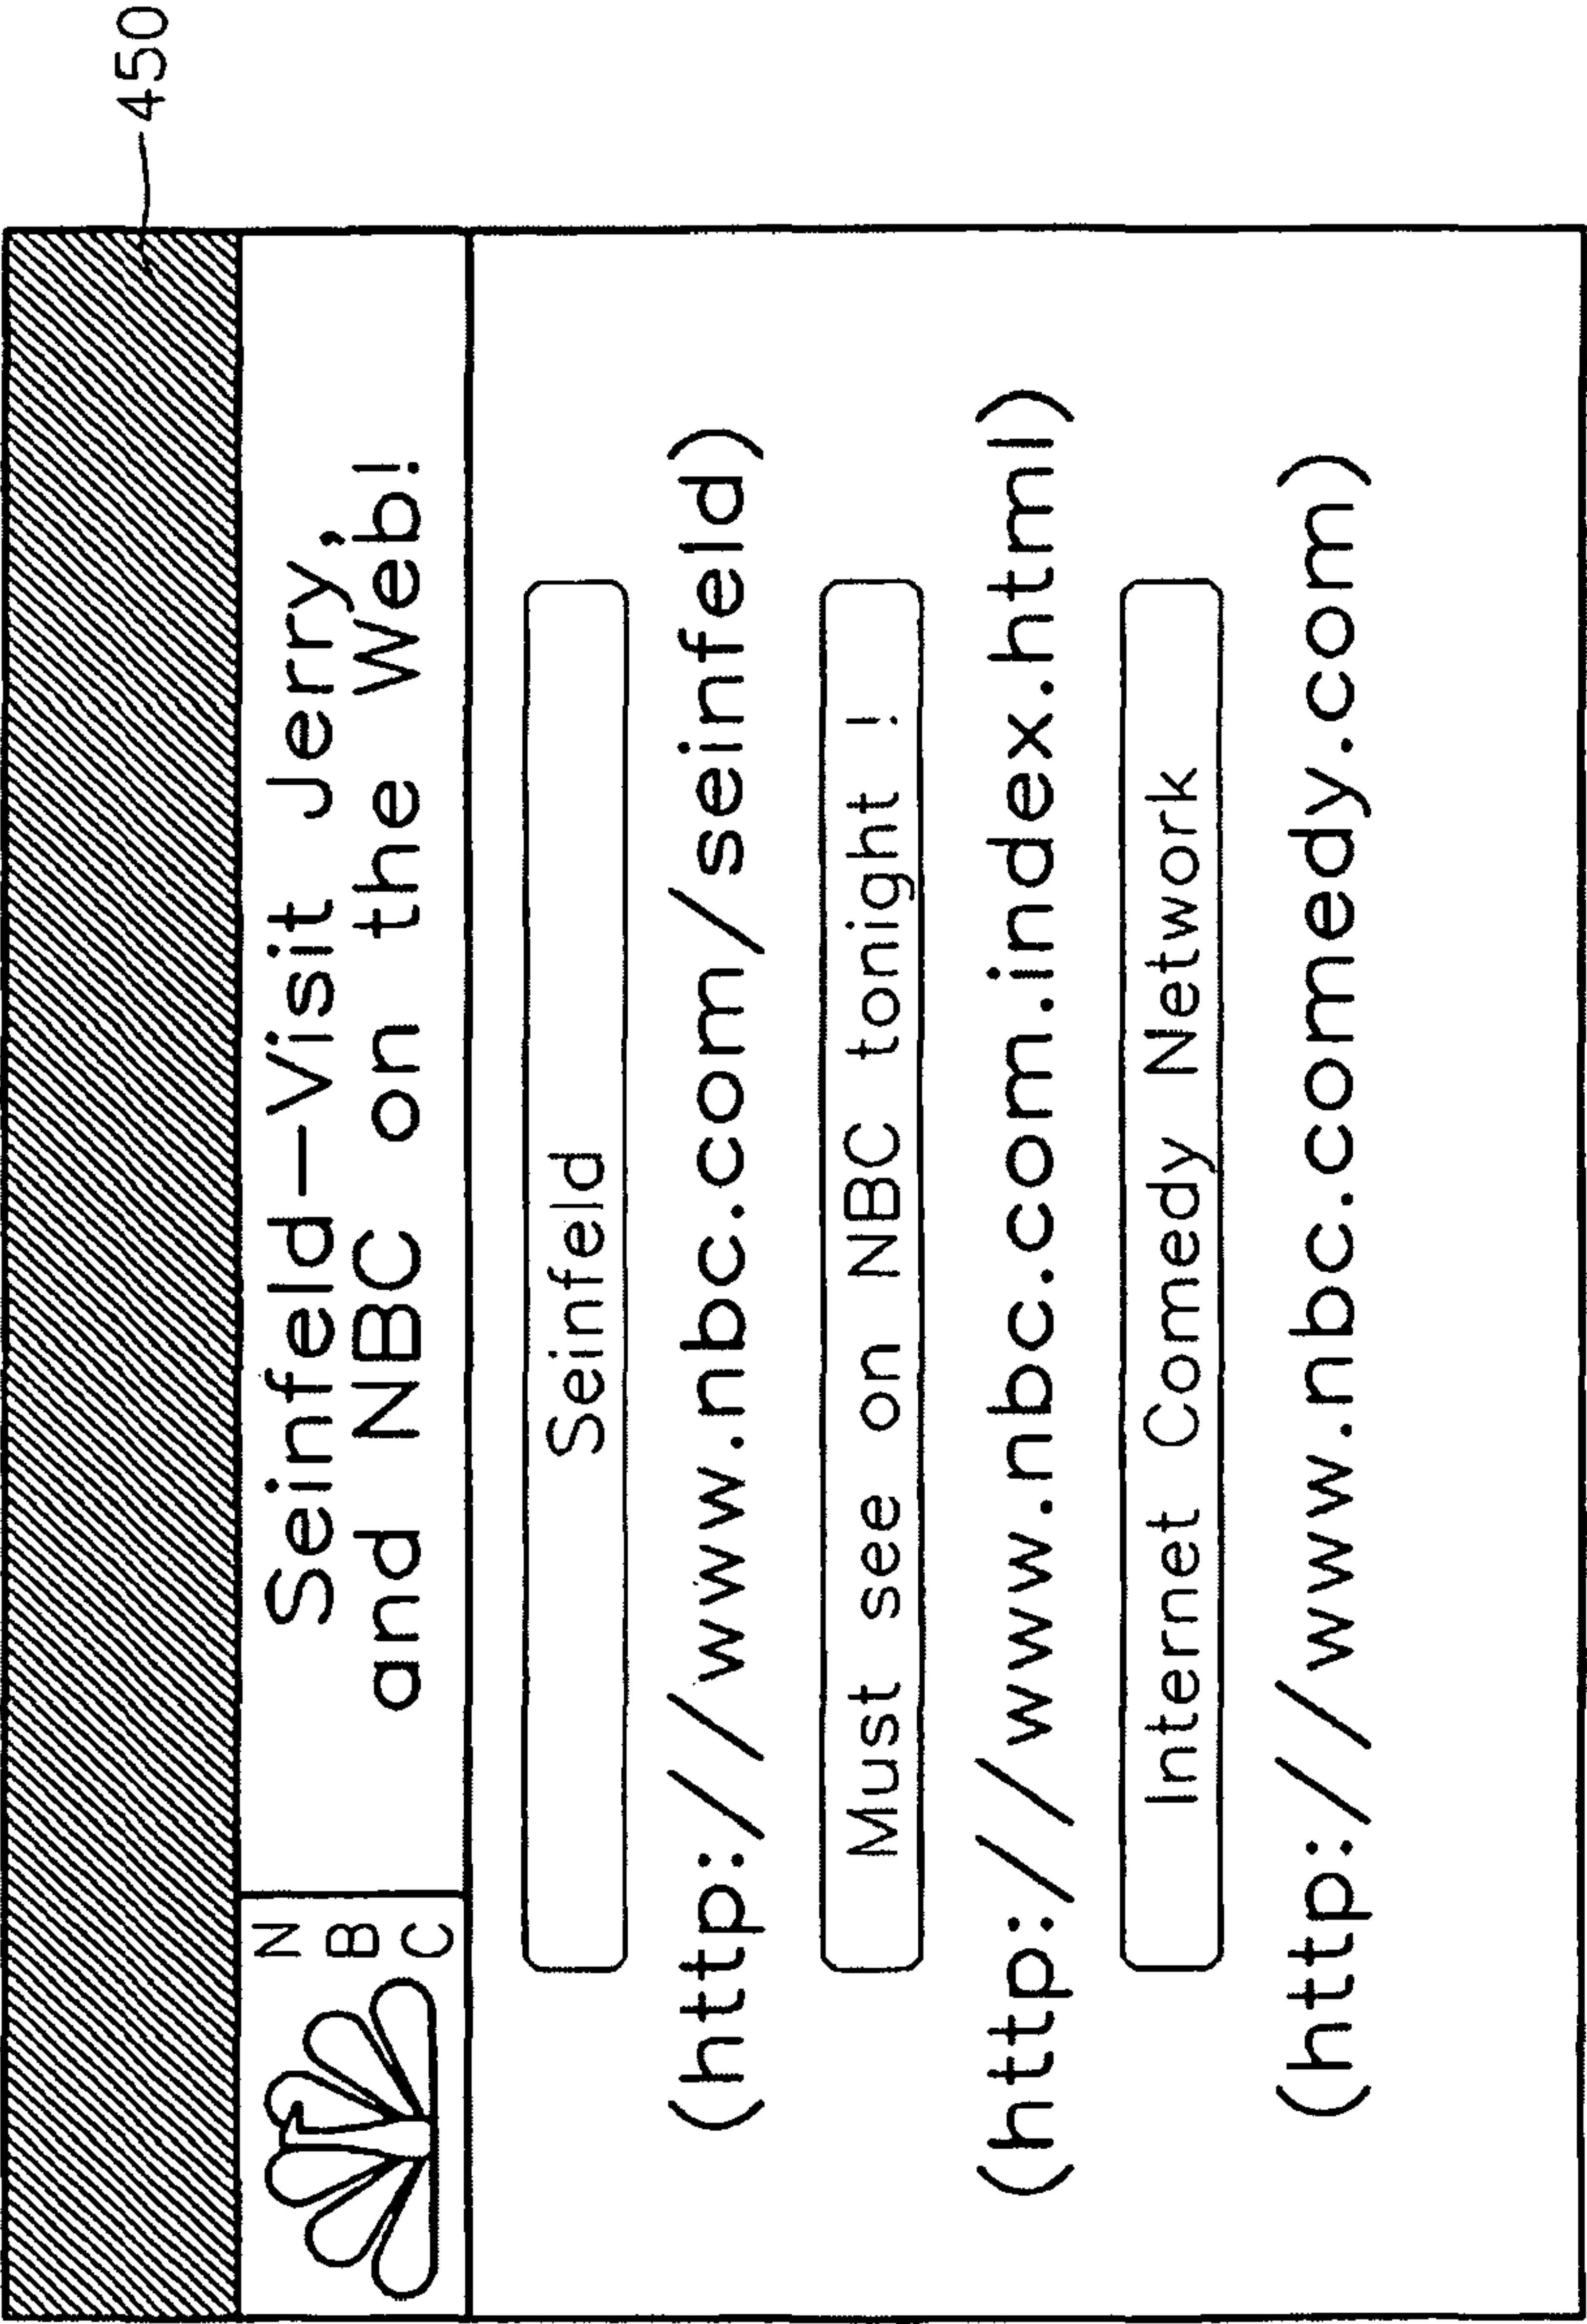 450
N
B
C
Seinfeld—Visit Jerry,
and NBC on the Web!
Seinfeld
(http://www.nbc.com/seinfeld)
Must see on NBC tonight !
(http://www.nbc.com.index.html)
Internet Comedy Network
(http://www.nbc.comedy.com)